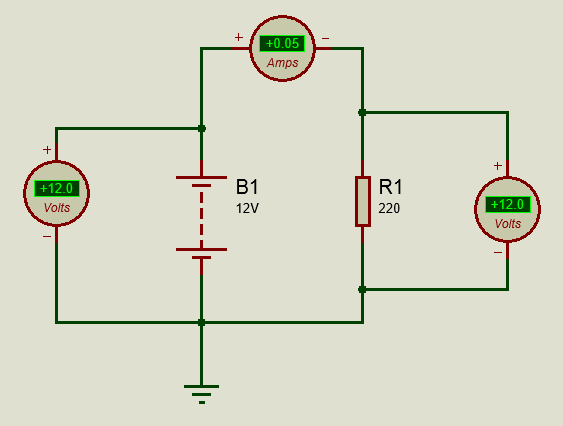 + −
+0.05
Amps
+
+12.0
Volts
−
B1
12V
R1
220
+
+12.0
Volts
−